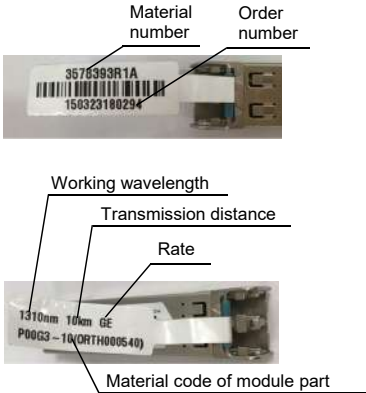 Material number
Order number
3578393R1A
150323180294
Working wavelength
Transmission distance
Rate
1310nm 10km GE
P00G3-10(ORTH000540)
Material code of module part